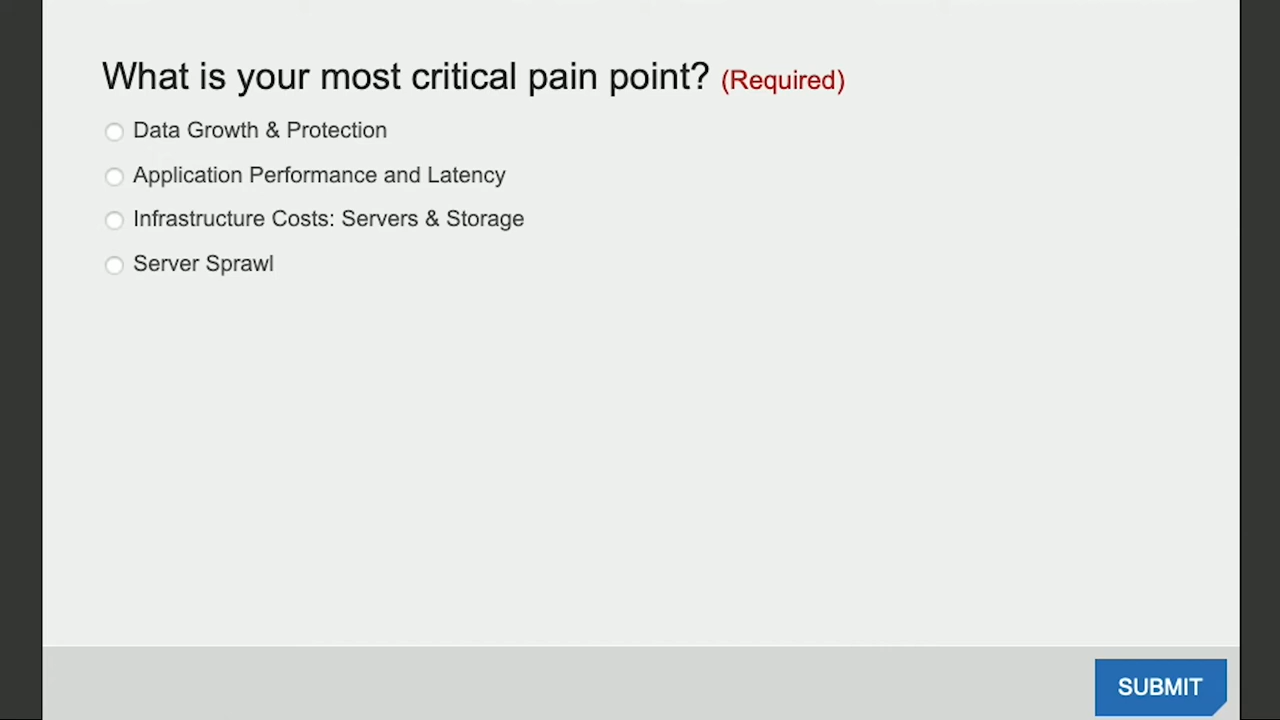 What is your most critical pain point? (Required)
Data Growth & Protection
Application Performance and Latency
Infrastructure Costs: Servers & Storage
Server Sprawl
SUBMIT